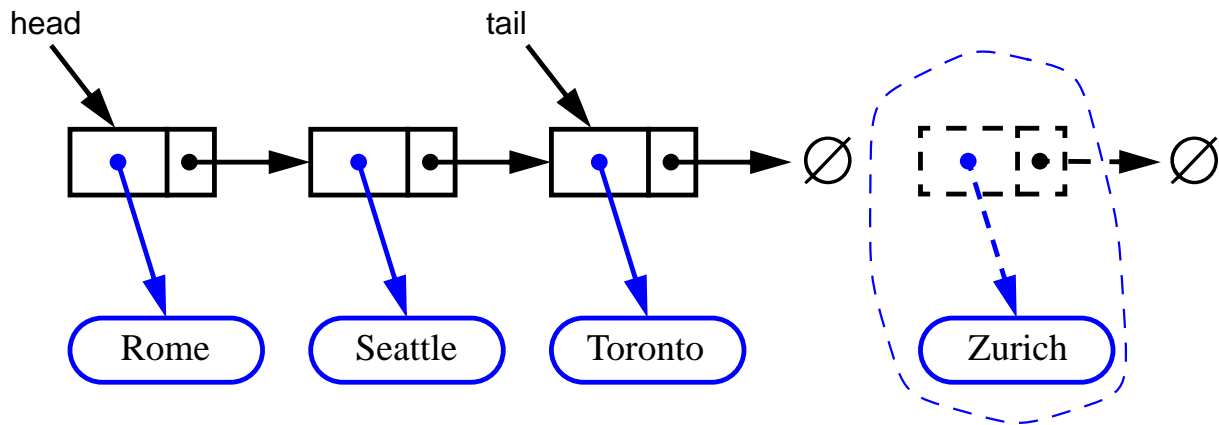 head
tail
∅
∅
Rome
Seattle
Toronto
Zurich